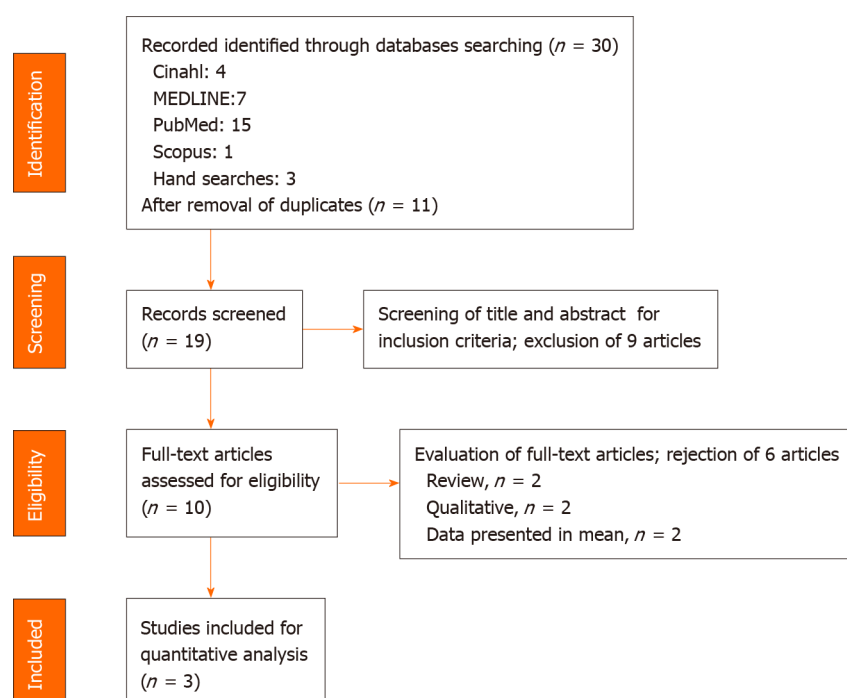 Identification
Recorded identified through databases searching (n = 30)
Cinahl: 4
MEDLINE:7
PubMed: 15
Scopus: 1
Hand searches: 3
After removal of duplicates (n = 11)
Screening
Records screened
(n = 19)
Screening of title and abstract for
inclusion criteria; exclusion of 9 articles
Eligibility
Full-text articles
assessed for eligibility
(n = 10)
Evaluation of full-text articles; rejection of 6 articles
Review, n = 2
Qualitative, n = 2
Data presented in mean, n = 2
Included
Studies included for
quantitative analysis
(n = 3)